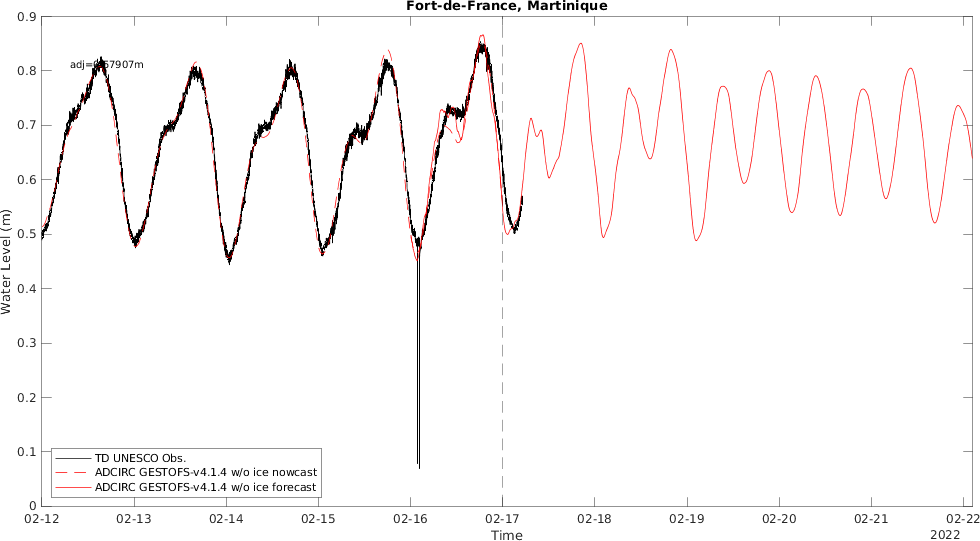 Fort-de-France, Martinique
0.9
0.8
0.7
0.6
0.5
0.4
0.3
0.2
0.1
0
Water Level (m)
TD UNESCO Obs.
ADCIRC GESTOFS-v4.1.4 w/o ice nowcast
ADCIRC GESTOFS-v4.1.4 w/o ice forecast
02-12 02-13 02-14 02-15 02-16 02-17 02-18 02-19 02-20 02-21 02-22
Time
2022